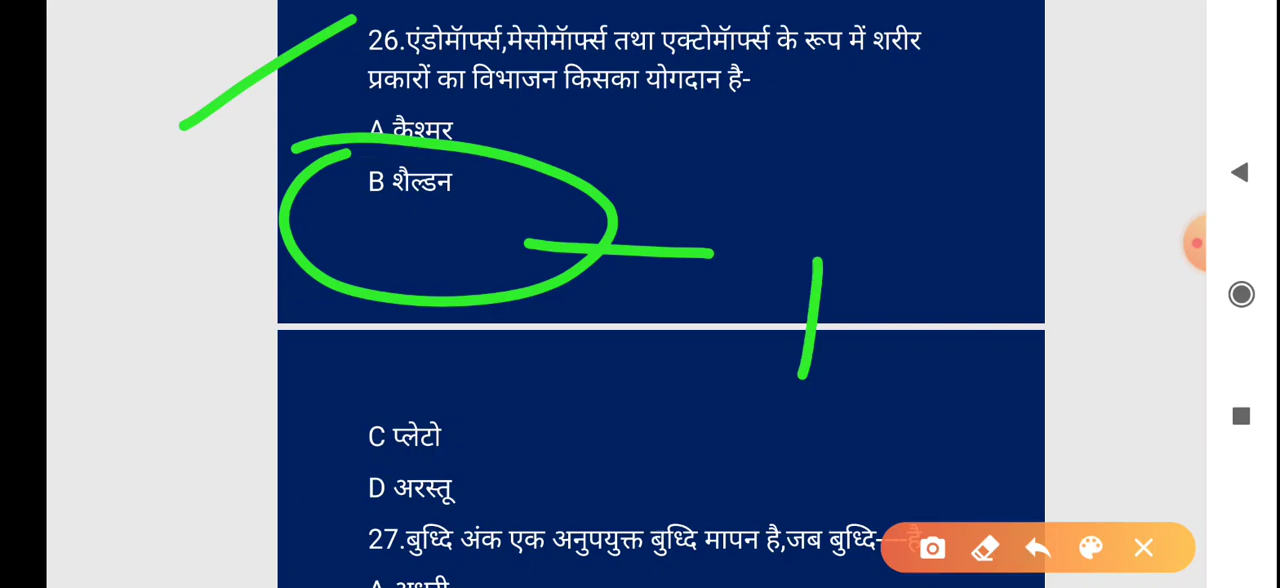 26.एंडोमॅार्फ्स,मेसोमॅार्फ्स तथा एक्टोमॅार्फ्स के रूप में शरीर
प्रकारों का विभाजन किसका योगदान है-
A कैश्मर
B शैल्डन
C प्लेटो
D अरस्तू
27.बुध्दि अंक एक अनुपयुक्त बुध्दि मापन है,जब बुध्दि---है